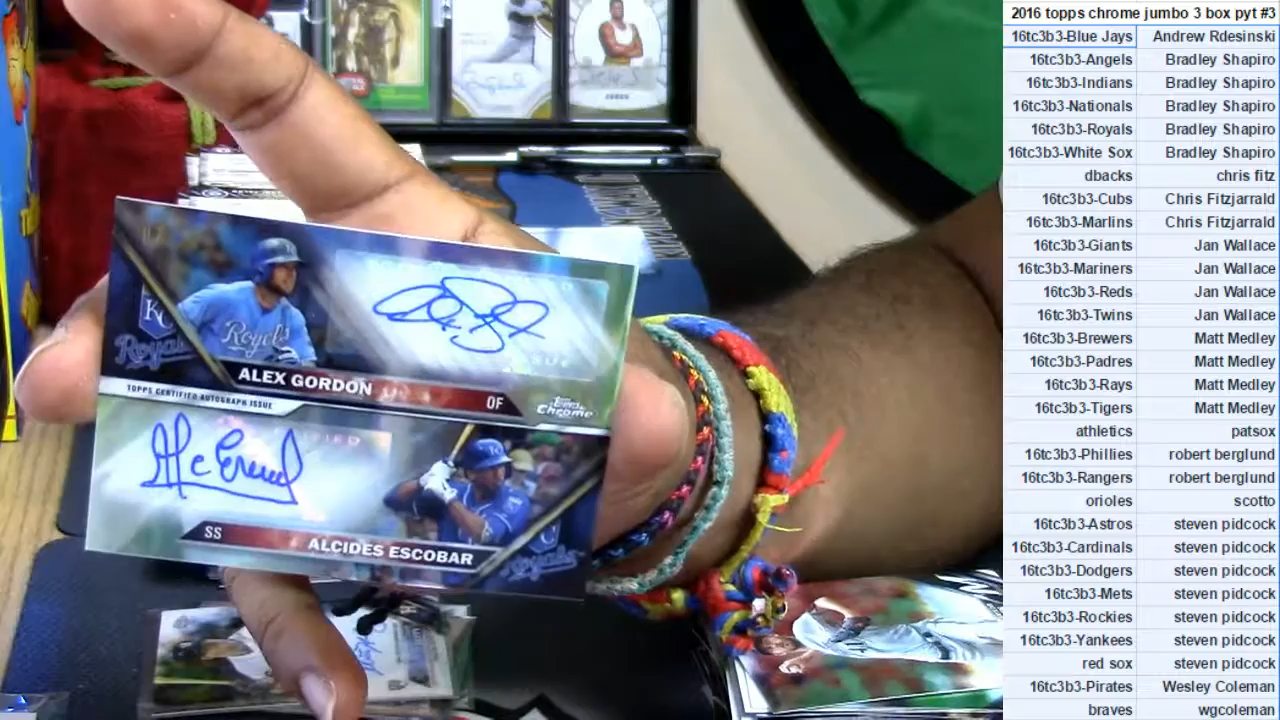 2016 topps chrome jumbo 3 box pyt #3
16tc3b3-Blue Jays Andrew Rdesinski
16tc3b3-Angels Bradley Shapiro
16tc3b3-Indians Bradley Shapiro
16tc3b3-Nationals Bradley Shapiro
16tc3b3-Royals Bradley Shapiro
16tc3b3-White Sox Bradley Shapiro
dbacks chris fitz
16tc3b3-Cubs Chris Fitzjarrald
16tc3b3-Marlins Chris Fitzjarrald
16tc3b3-Giants Jan Wallace
16tc3b3-Mariners Jan Wallace
16tc3b3-Reds Jan Wallace
16tc3b3-Twins Jan Wallace
16tc3b3-Brewers Matt Medley
16tc3b3-Padres Matt Medley
16tc3b3-Rays Matt Medley
16tc3b3-Tigers Matt Medley
athletics patsox
16tc3b3-Phillies robert berglund
16tc3b3-Rangers robert berglund
orioles scotto
16tc3b3-Astros steven pidcock
16tc3b3-Cardinals steven pidcock
16tc3b3-Dodgers steven pidcock
16tc3b3-Mets steven pidcock
16tc3b3-Rockies steven pidcock
16tc3b3-Yankees steven pidcock
red sox steven pidcock
16tc3b3-Pirates Wesley Coleman
braves wgcoleman
KC
Royals
Royals
ALEX GORDON
OF
TOPPS CERTIFIED AUTOGRAPH ISSUE
Topps Chrome
SS
ALCIDES ESCOBAR
Royals